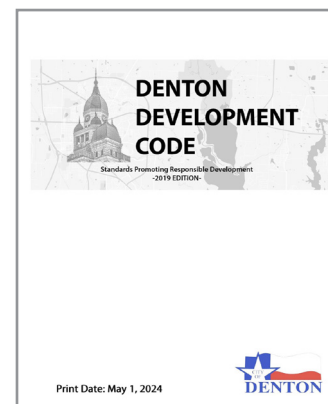 DENTON
DEVELOPMENT
CODE
Standards Promoting Responsible Development
-2019 EDITION-
Print Date: May 1, 2024
CITY
OF
DENTON